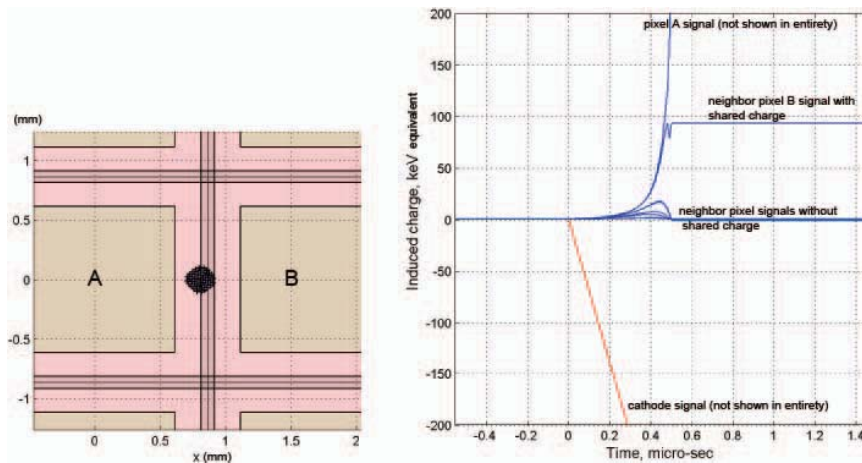 (mm)
1
0.5
0
-0.5
-1
A
B
0
0.5
1
1.5
2
x (mm)
200
150
100
50
0
-50
-100
-150
-200
Induced charge, keV equivalent
pixel A signal (not shown in entirety)
neighbor pixel B signal with
shared charge
neighbor pixel signals without
shared charge
cathode signal (not shown in entirety)
-0.4
-0.2
0
0.2
0.4
0.6
0.8
1
1.2
1.4
Time, micro-sec